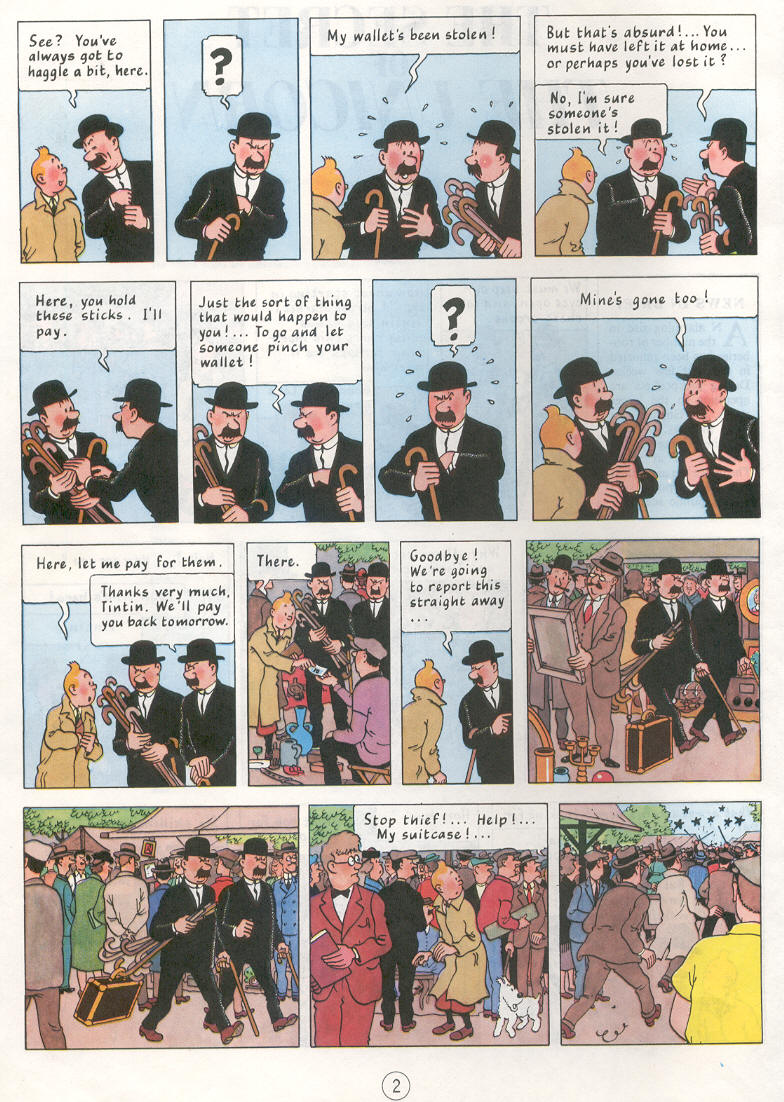 See? You've
always got to
haggle a bit, here.
?
My wallet's been stolen!
But that's absurd!... You
must have left it at home...
or perhaps you've lost it?
No, I'm sure
someone's
stolen it!
Here, you hold
these sticks. I'll
pay.
Just the sort of thing
that would happen to
you!... To go and let
someone pinch your
wallet!
?
Mine's gone too!
Here, let me pay for them.
Thanks very much,
Tintin. We'll pay
you back tomorrow.
There.
Goodbye!
We're going
to report this
straight away
...
Stop thief!... Help!...
My suitcase!...
2